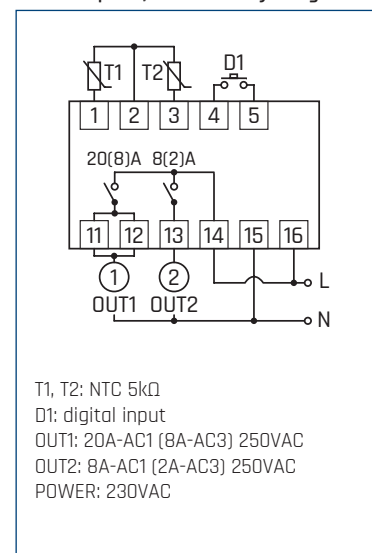 T1 T2 D1
1 2 3 4 5
20(8)A 8(2)A
11 12 13 14 15 16
1 2 L
OUT1 OUT2
N
T1, T2: NTC 5kΩ
D1: digital input
OUT1: 20A-AC1 (8A-AC3) 250VAC
OUT2: 8A-AC1 (2A-AC3) 250VAC
POWER: 230VAC